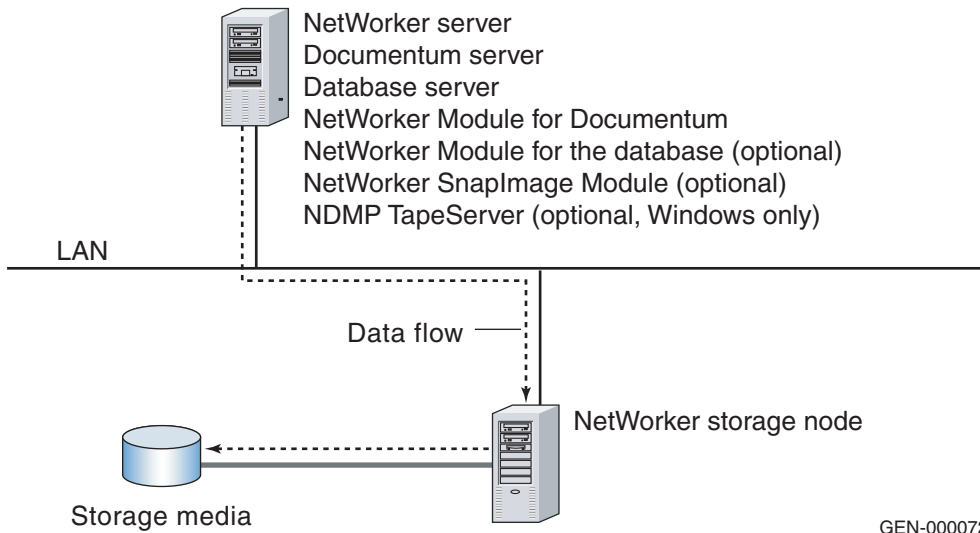 NetWorker server
Documentum server
Database server
NetWorker Module for Documentum
NetWorker Module for the database (optional)
NetWorker SnapImage Module (optional)
NDMP TapeServer (optional, Windows only)
LAN
Data flow
NetWorker storage node
Storage media